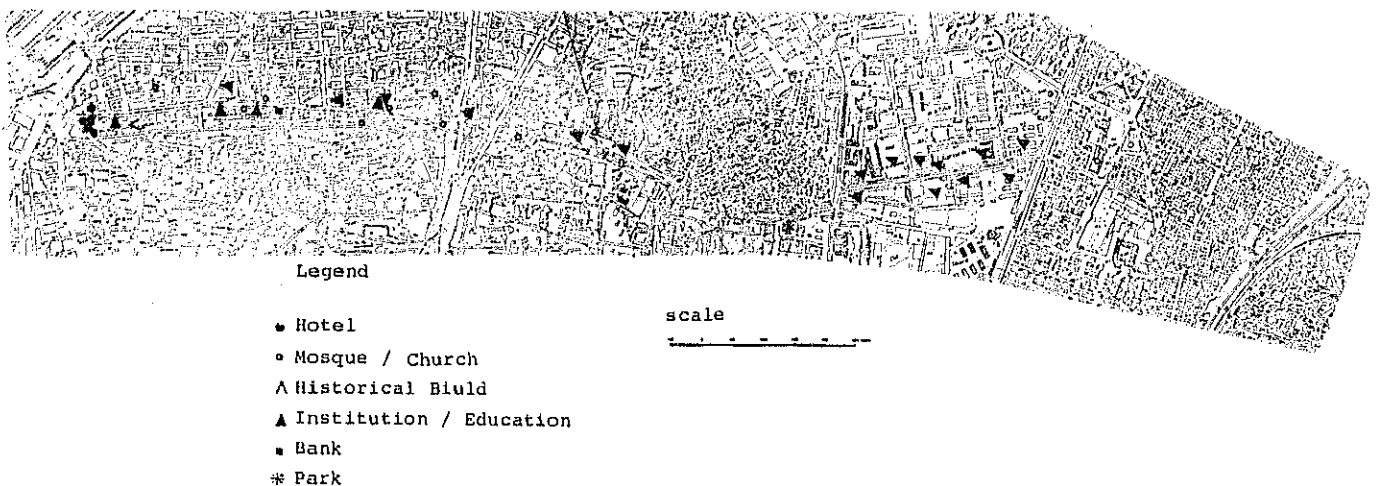 Legend
Hotel
Mosque / Church
Historical Biuld
Institution / Education
Bank
Park
scale